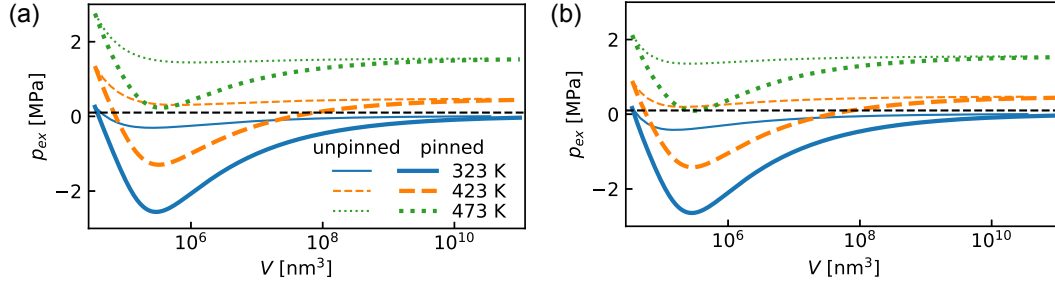 (a)
2
0
−2
p_ex [MPa]
unpinned pinned
323 K
423 K
473 K
10^6 10^8 10^10
V [nm^3]
(b)
2
0
−2
p_ex [MPa]
10^6 10^8 10^10
V [nm^3]